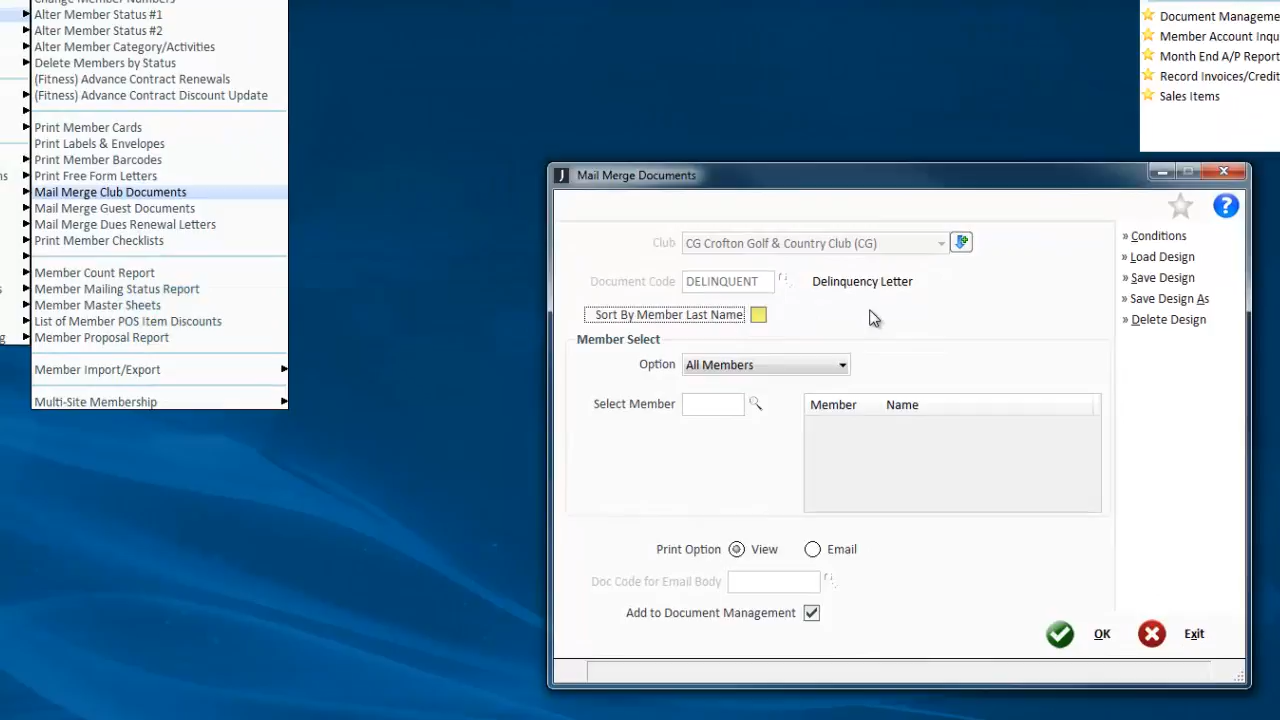 Alter Member Status #1
Alter Member Status #2
Alter Member Category/Activities
Delete Members by Status
(Fitness) Advance Contract Renewals
(Fitness) Advance Contract Discount Update
Print Member Cards
Print Labels & Envelopes
Print Member Barcodes
Print Free Form Letters
Mail Merge Club Documents
Mail Merge Guest Documents
Mail Merge Dues Renewal Letters
Print Member Checklists
Member Count Report
Member Mailing Status Report
Member Master Sheets
List of Member POS Item Discounts
Member Proposal Report
Member Import/Export
Multi-Site Membership
Document Manageme
Member Account Inqu
Month End A/P Report
Record Invoices/Credit
Sales Items
J Mail Merge Documents
?
Club CG Crofton Golf & Country Club (CG)
Document Code DELINQUENT Delinquency Letter
Sort By Member Last Name
Member Select
Option All Members
Select Member
Member Name
Print Option View Email
Doc Code for Email Body
Add to Document Management
» Conditions
» Load Design
» Save Design
» Save Design As
» Delete Design
OK Exit